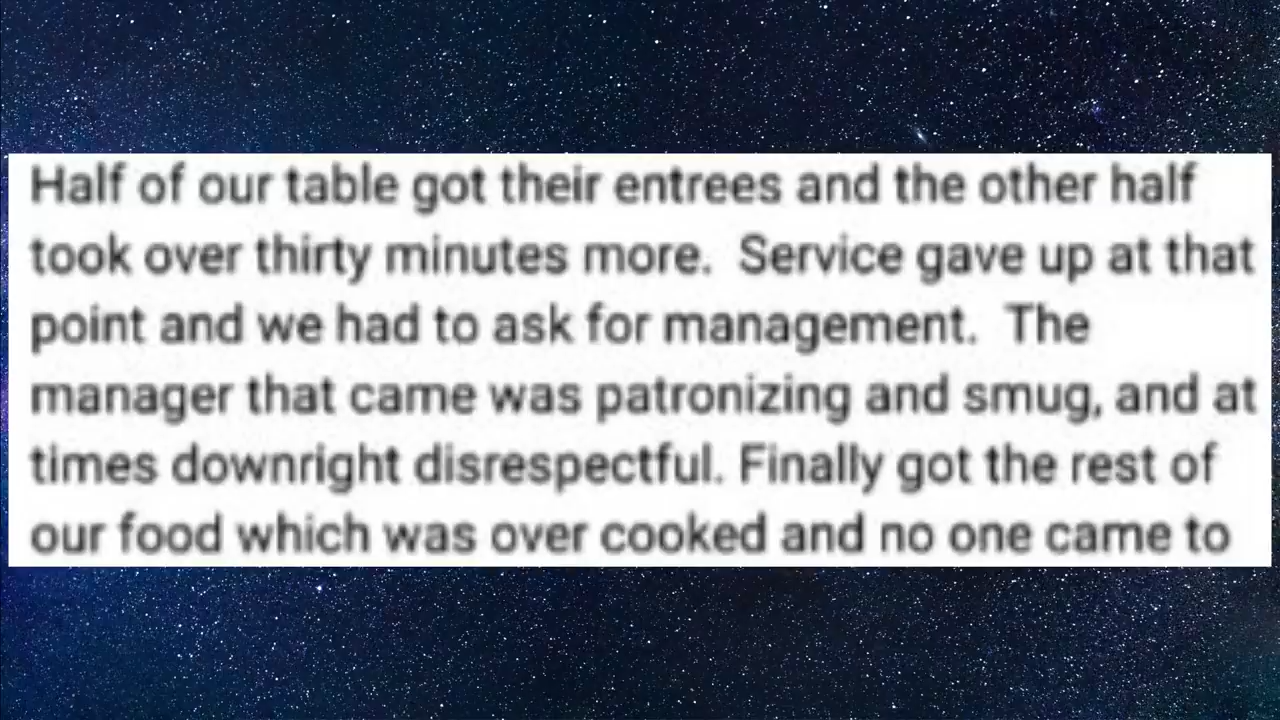 Half of our table got their entrees and the other half
took over thirty minutes more.  Service gave up at that
point and we had to ask for management.  The
manager that came was patronizing and smug, and at
times downright disrespectful. Finally got the rest of
our food which was over cooked and no one came to